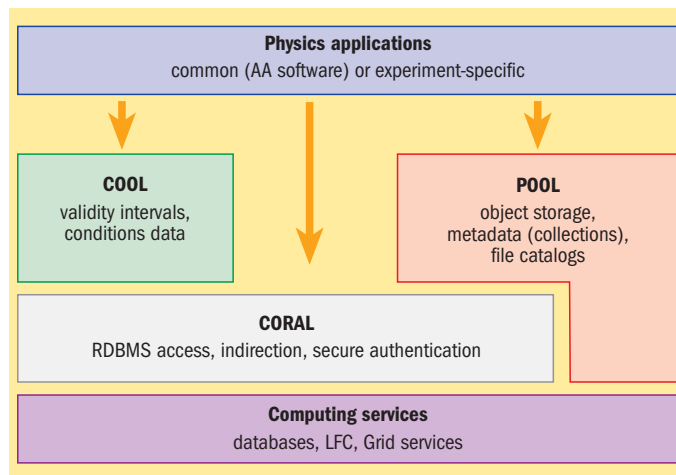 Physics applications
common (AA software) or experiment-specific
COOL
validity intervals,
conditions data
POOL
object storage,
metadata (collections),
file catalogs
CORAL
RDBMS access, indirection, secure authentication
Computing services
databases, LFC, Grid services